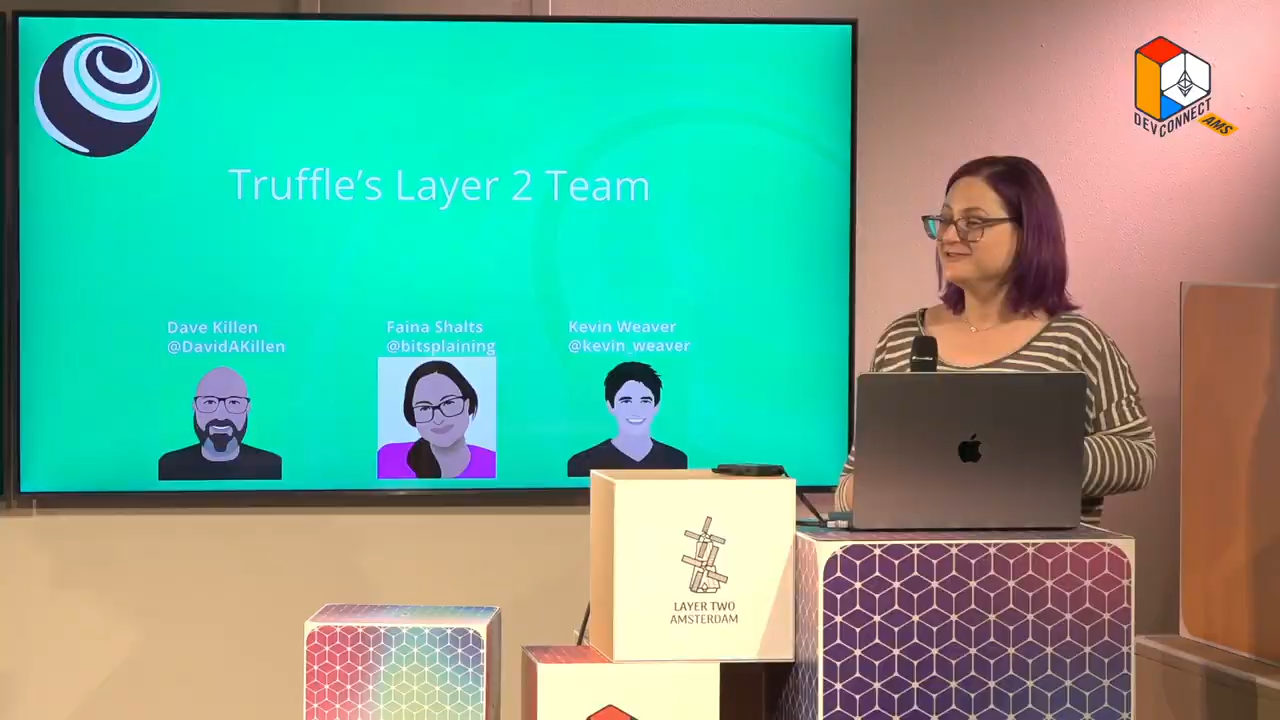 Truffle's Layer 2 Team
Dave Killen
@DavidAKillen
Faina Shalts
@bitsplaining
Kevin Weaver
@kevin_weaver
DEVCONNECT
AMS
LAYER TWO
AMSTERDAM